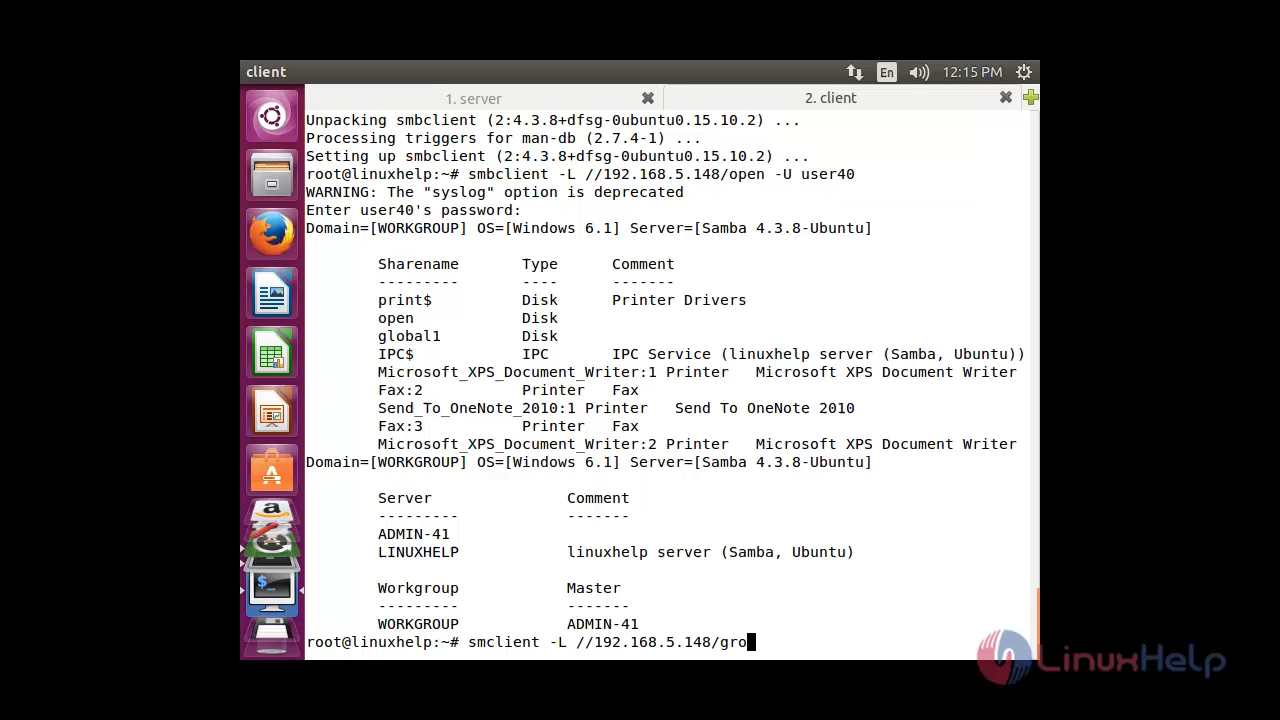 client
En
12:15 PM
1. server
2. client
Unpacking smbclient (2:4.3.8+dfsg-0ubuntu0.15.10.2) ...
Processing triggers for man-db (2.7.4-1) ...
Setting up smbclient (2:4.3.8+dfsg-0ubuntu0.15.10.2) ...
root@linuxhelp:~# smbclient -L //192.168.5.148/open -U user40
WARNING: The "syslog" option is deprecated
Enter user40's password:
Domain=[WORKGROUP] OS=[Windows 6.1] Server=[Samba 4.3.8-Ubuntu]
Sharename Type Comment
--------- ---- -------
print$ Disk Printer Drivers
open Disk
global1 Disk
IPC$ IPC IPC Service (linuxhelp server (Samba, Ubuntu))
Microsoft_XPS_Document_Writer:1 Printer Microsoft XPS Document Writer
Fax:2 Printer Fax
Send_To_OneNote_2010:1 Printer Send To OneNote 2010
Fax:3 Printer Fax
Microsoft_XPS_Document_Writer:2 Printer Microsoft XPS Document Writer
Domain=[WORKGROUP] OS=[Windows 6.1] Server=[Samba 4.3.8-Ubuntu]
Server Comment
--------- -------
ADMIN-41
LINUXHELP linuxhelp server (Samba, Ubuntu)
Workgroup Master
--------- -------
WORKGROUP ADMIN-41
root@linuxhelp:~# smclient -L //192.168.5.148/gro
LinuxHelp